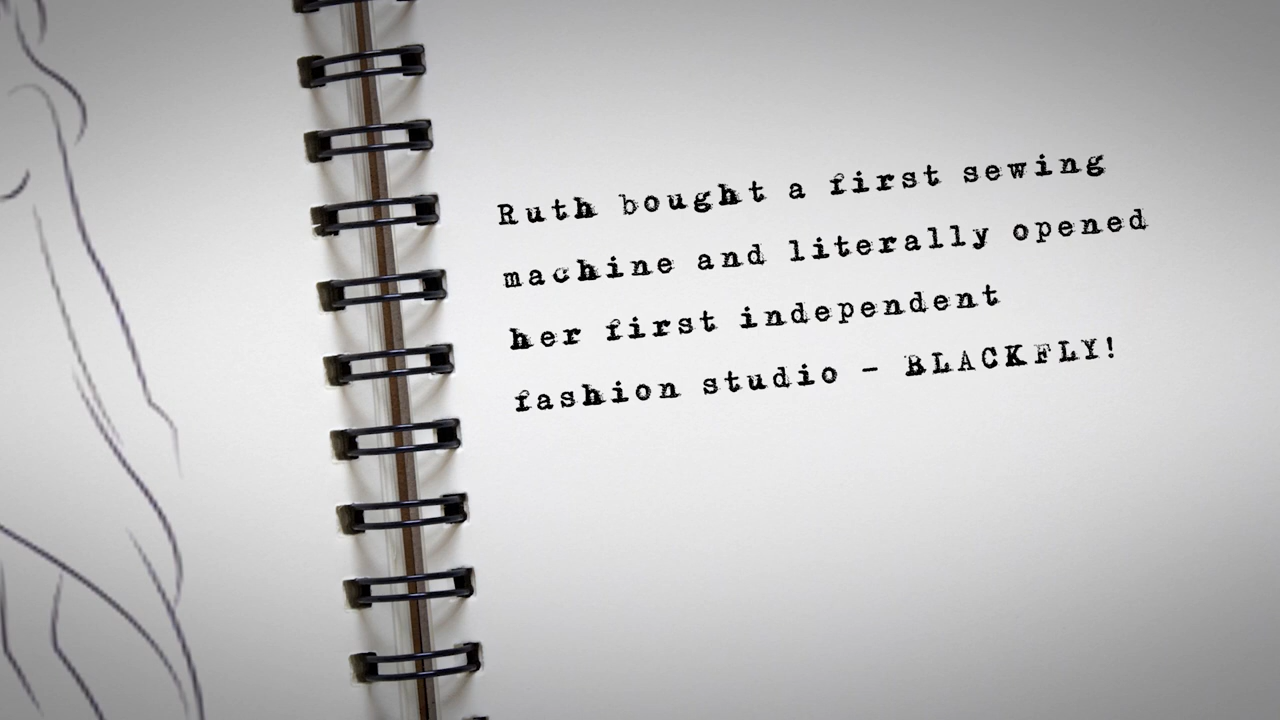 Ruth bought a first sewing
machine and literally opened
her first independent
fashion studio - BLACKFLY!